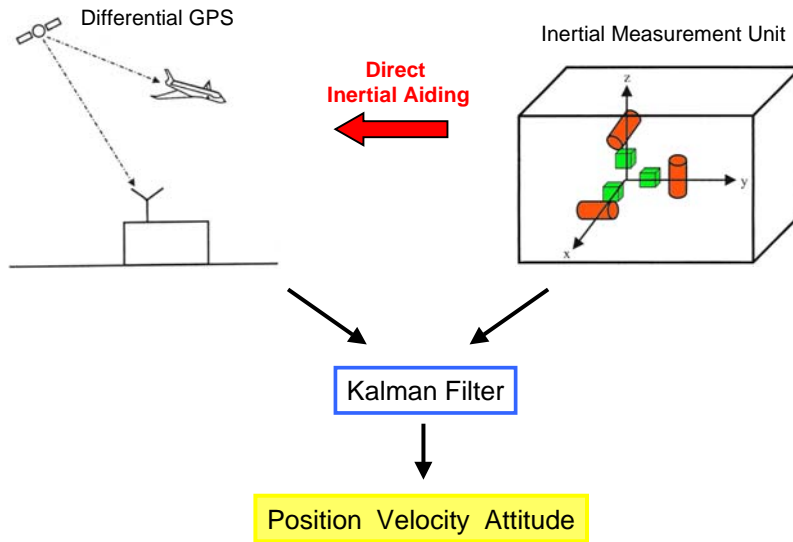 Differential GPS
Inertial Measurement Unit
Direct
Inertial Aiding
z
y
x
Kalman Filter
Position Velocity Attitude